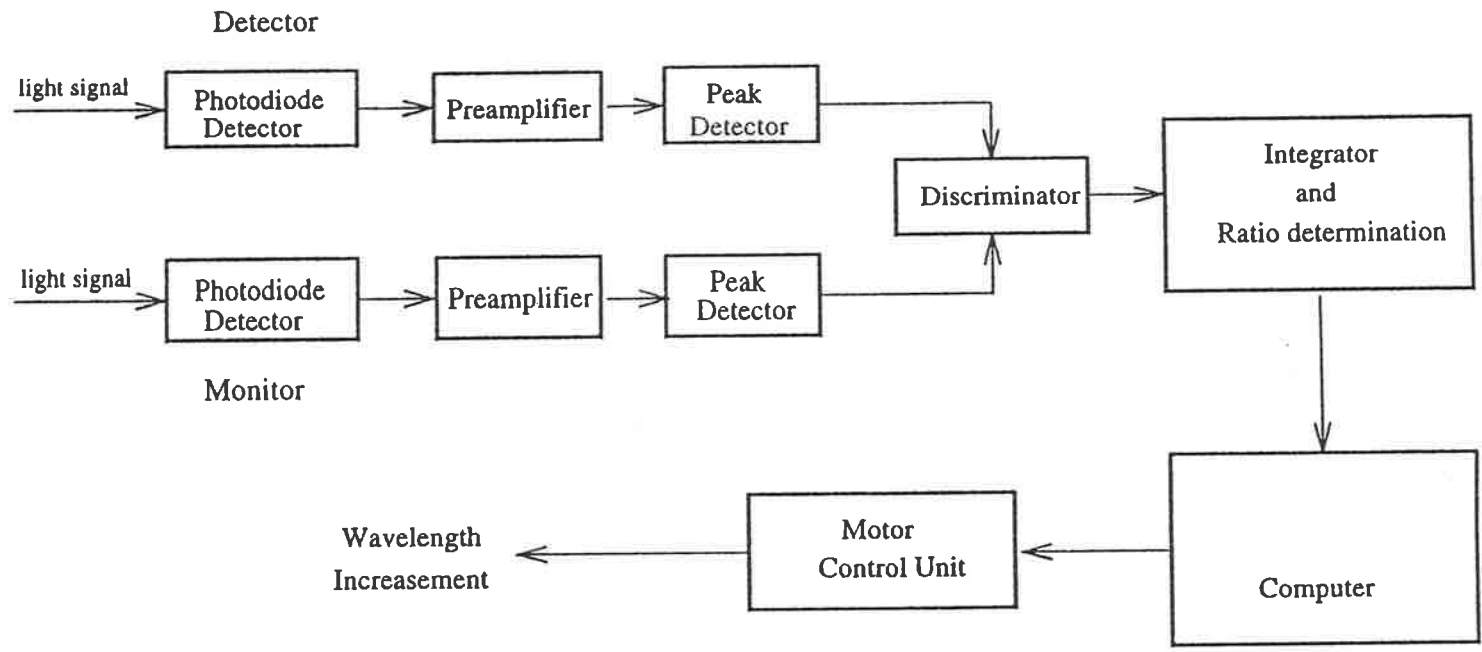 Detector
light signal
Photodiode
Detector
Preamplifier
Peak
Detector
Discriminator
Integrator
and
Ratio determination
light signal
Photodiode
Detector
Preamplifier
Peak
Detector
Monitor
Wavelength
Increasement
Motor
Control Unit
Computer